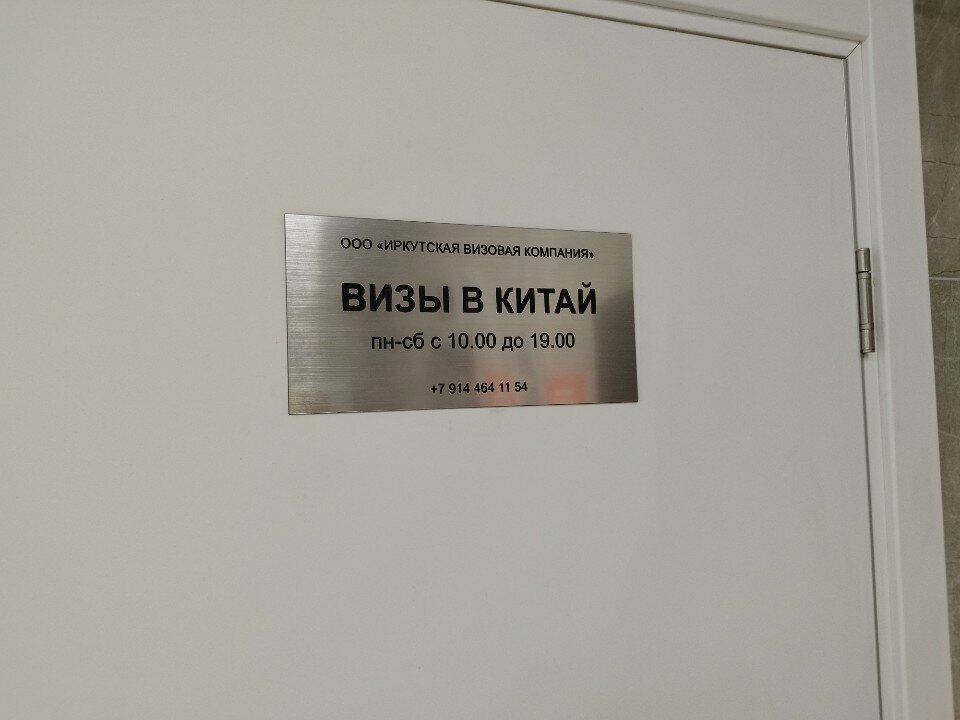 ООО «ИРКУТСКАЯ ВИЗОВАЯ КОМПАНИЯ»
ВИЗЫ В КИТАЙ
пн-сб с 10.00 до 19.00
+7 914 464 11 54